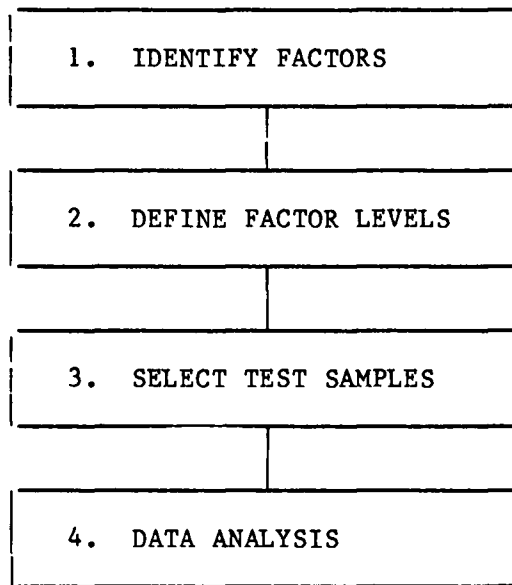 1. IDENTIFY FACTORS
2. DEFINE FACTOR LEVELS
3. SELECT TEST SAMPLES
4. DATA ANALYSIS